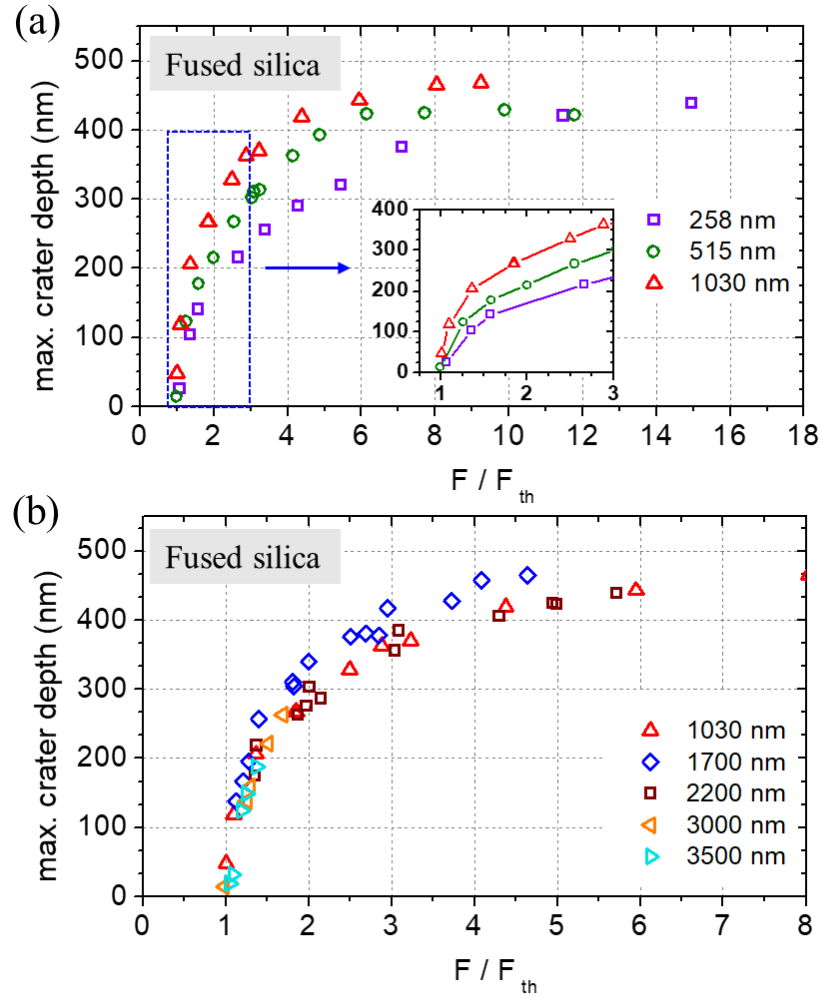 (a)
Fused silica
max. crater depth (nm)
500
400
300
200
100
0
400
300
200
100
0
1 2 3
258 nm
515 nm
1030 nm
0 2 4 6 8 10 12 14 16 18
F / F th
(b)
Fused silica
max. crater depth (nm)
500
400
300
200
100
0
1030 nm
1700 nm
2200 nm
3000 nm
3500 nm
0 1 2 3 4 5 6 7 8
F / F th